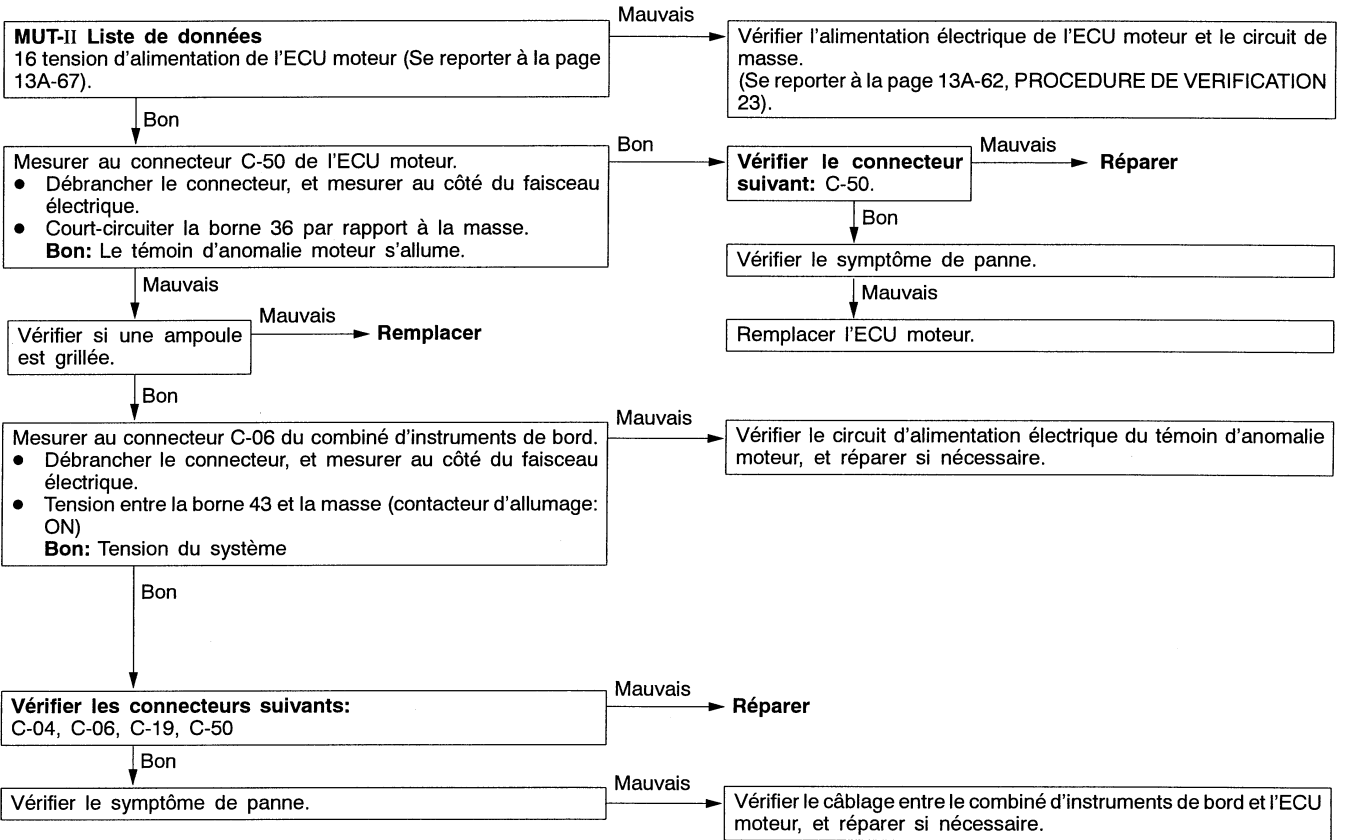 Mauvais
MUT-II Liste de données
16 tension d'alimentation de l'ECU moteur (Se reporter à la page
13A-67).
Vérifier l'alimentation électrique de l'ECU moteur et le circuit de
masse.
(Se reporter à la page 13A-62, PROCEDURE DE VERIFICATION
23).
Bon
Mesurer au connecteur C-50 de l'ECU moteur.
● Débrancher le connecteur, et mesurer au côté du faisceau
électrique.
● Court-circuiter la borne 36 par rapport à la masse.
Bon: Le témoin d'anomalie moteur s'allume.
Bon
Vérifier le connecteur
suivant: C-50.
Mauvais
Réparer
Bon
Vérifier le symptôme de panne.
Mauvais
Remplacer l'ECU moteur.
Mauvais
Vérifier si une ampoule
est grillée.
Mauvais
Remplacer
Bon
Mesurer au connecteur C-06 du combiné d'instruments de bord.
● Débrancher le connecteur, et mesurer au côté du faisceau
électrique.
● Tension entre la borne 43 et la masse (contacteur d'allumage:
ON)
Bon: Tension du système
Mauvais
Vérifier le circuit d'alimentation électrique du témoin d'anomalie
moteur, et réparer si nécessaire.
Bon
Vérifier les connecteurs suivants:
C-04, C-06, C-19, C-50
Mauvais
Réparer
Bon
Vérifier le symptôme de panne.
Mauvais
Vérifier le câblage entre le combiné d'instruments de bord et l'ECU
moteur, et réparer si nécessaire.